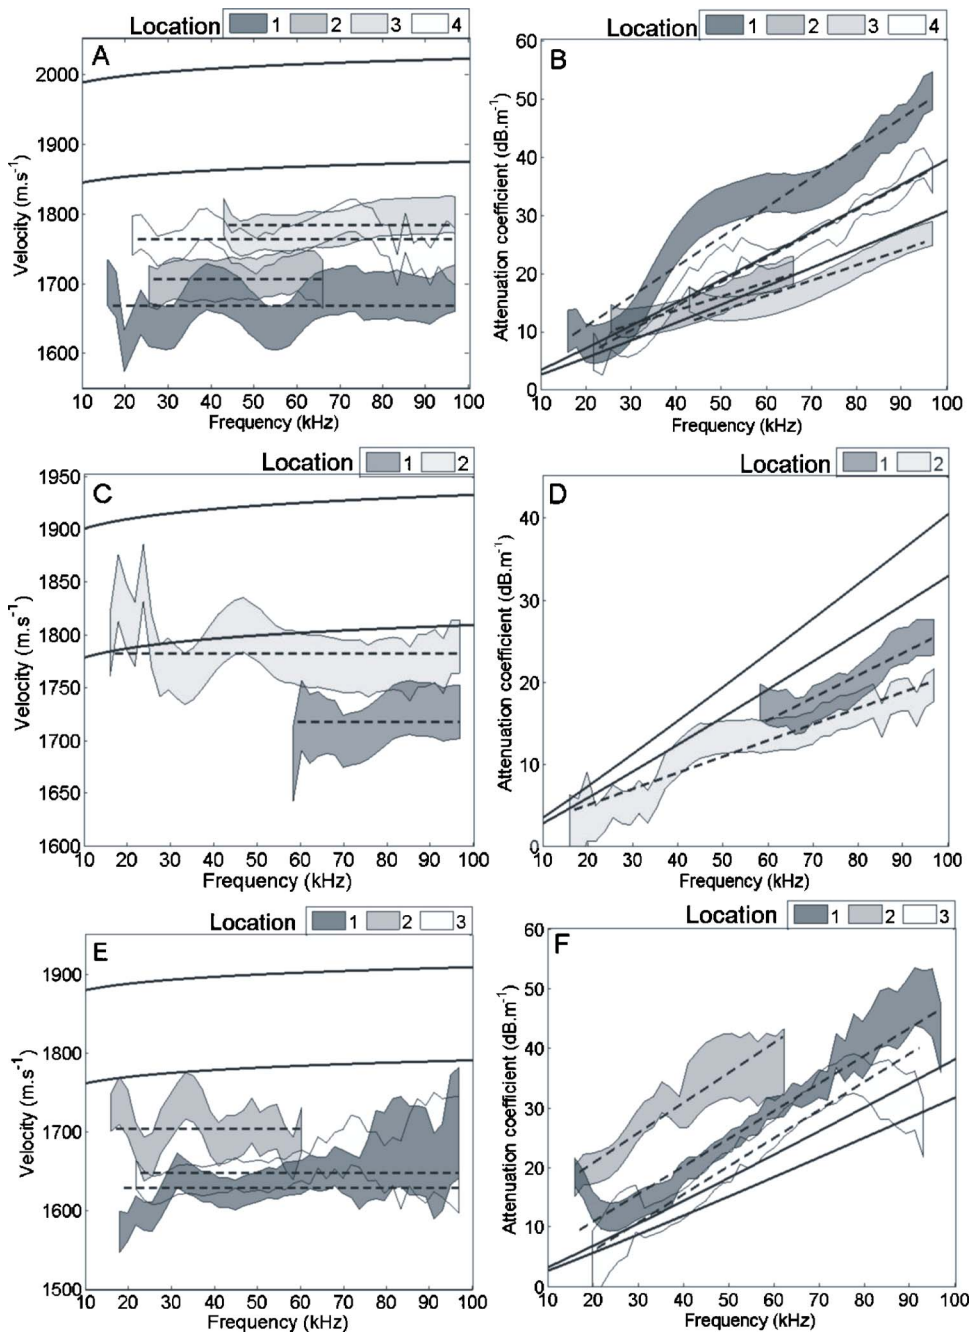 Location 1 2 3 4
A
Velocity (m.s-1)
2000
1900
1800
1700
1600
10 20 30 40 50 60 70 80 90 100
Frequency (kHz)
Location 1 2 3 4
B
Attenuation coefficient (dB.m-1)
60
50
40
30
20
10
0
10 20 30 40 50 60 70 80 90 100
Frequency (kHz)
Location 1 2
C
Velocity (m.s-1)
1950
1900
1850
1800
1750
1700
1650
1600
10 20 30 40 50 60 70 80 90 100
Frequency (kHz)
Location 1 2
D
Attenuation coefficient (dB.m-1)
40
30
20
10
0
10 20 30 40 50 60 70 80 90 100
Frequency (kHz)
Location 1 2 3
E
Velocity (m.s-1)
1900
1800
1700
1600
1500
10 20 30 40 50 60 70 80 90 100
Frequency (kHz)
Location 1 2 3
F
Attenuation coefficient (dB.m-1)
60
50
40
30
20
10
0
10 20 30 40 50 60 70 80 90 100
Frequency (kHz)